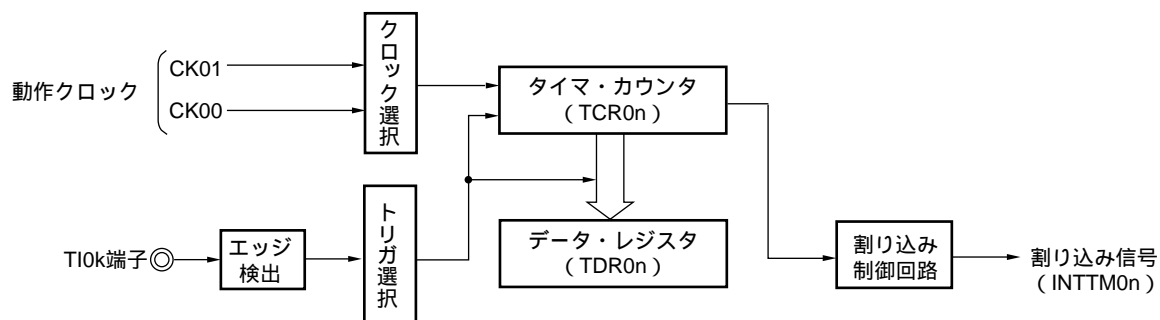 動作クロック
CK01
CK00
クロック選択
タイマ・カウンタ
(TCR0n)
TI0k端子
エッジ
検出
トリガ選択
データ・レジスタ
(TDR0n)
割り込み
制御回路
割り込み信号
(INTTM0n)